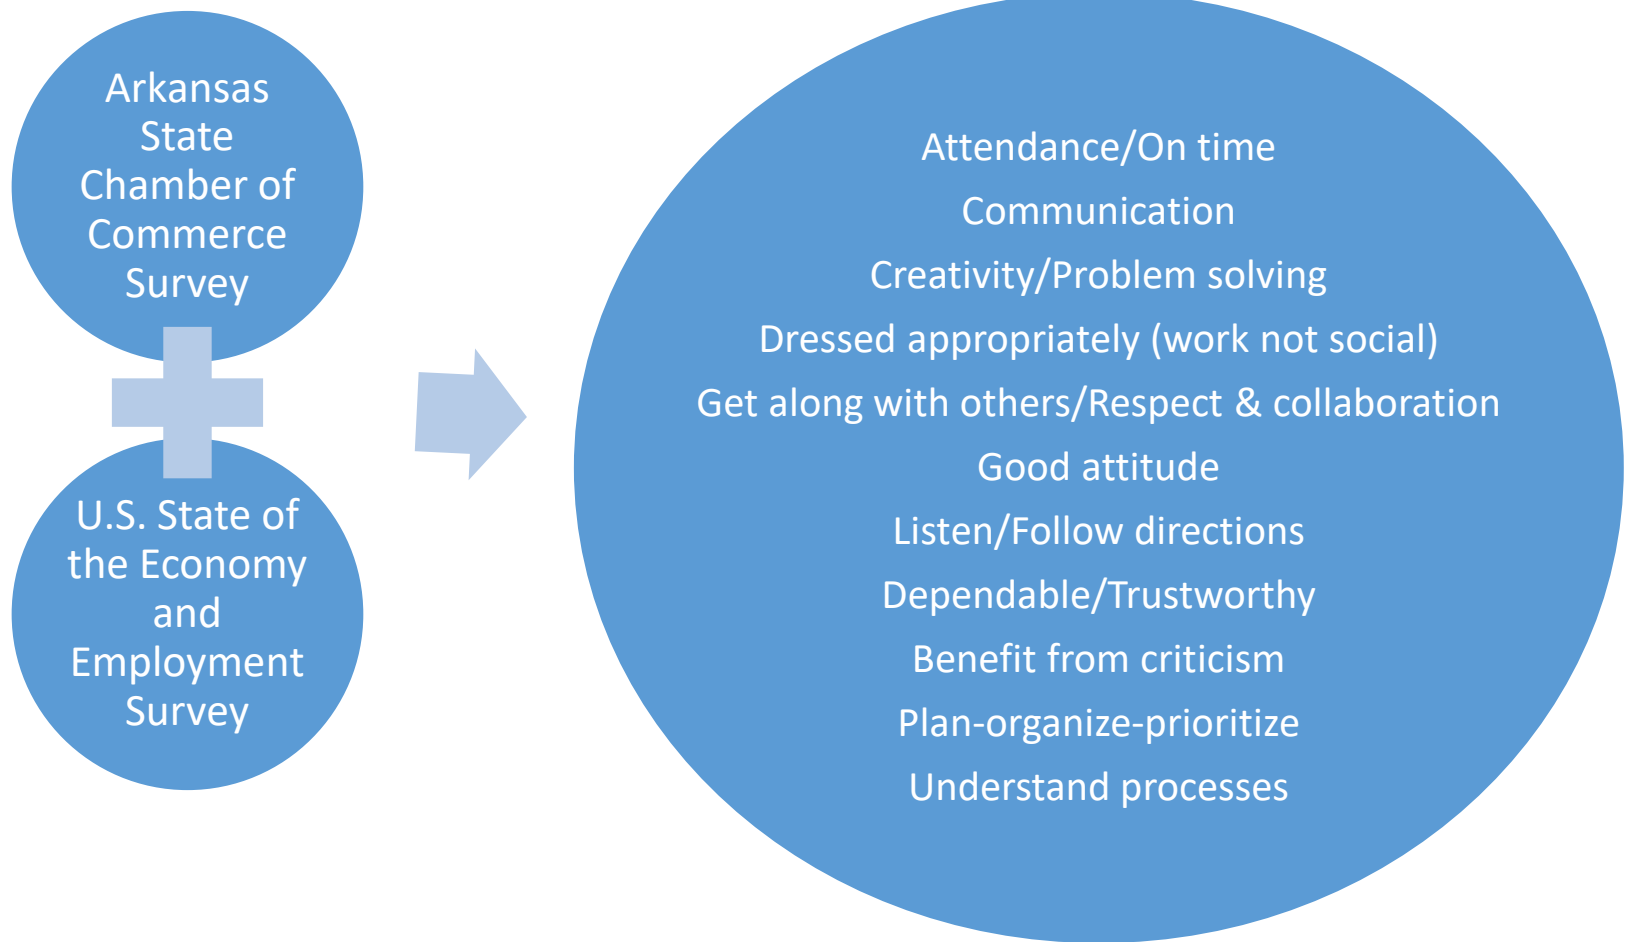 Arkansas
State
Chamber of
Commerce
Survey
U.S. State of
the Economy
and
Employment
Survey
Attendance/On time
Communication
Creativity/Problem solving
Dressed appropriately (work not social)
Get along with others/Respect & collaboration
Good attitude
Listen/Follow directions
Dependable/Trustworthy
Benefit from criticism
Plan-organize-prioritize
Understand processes